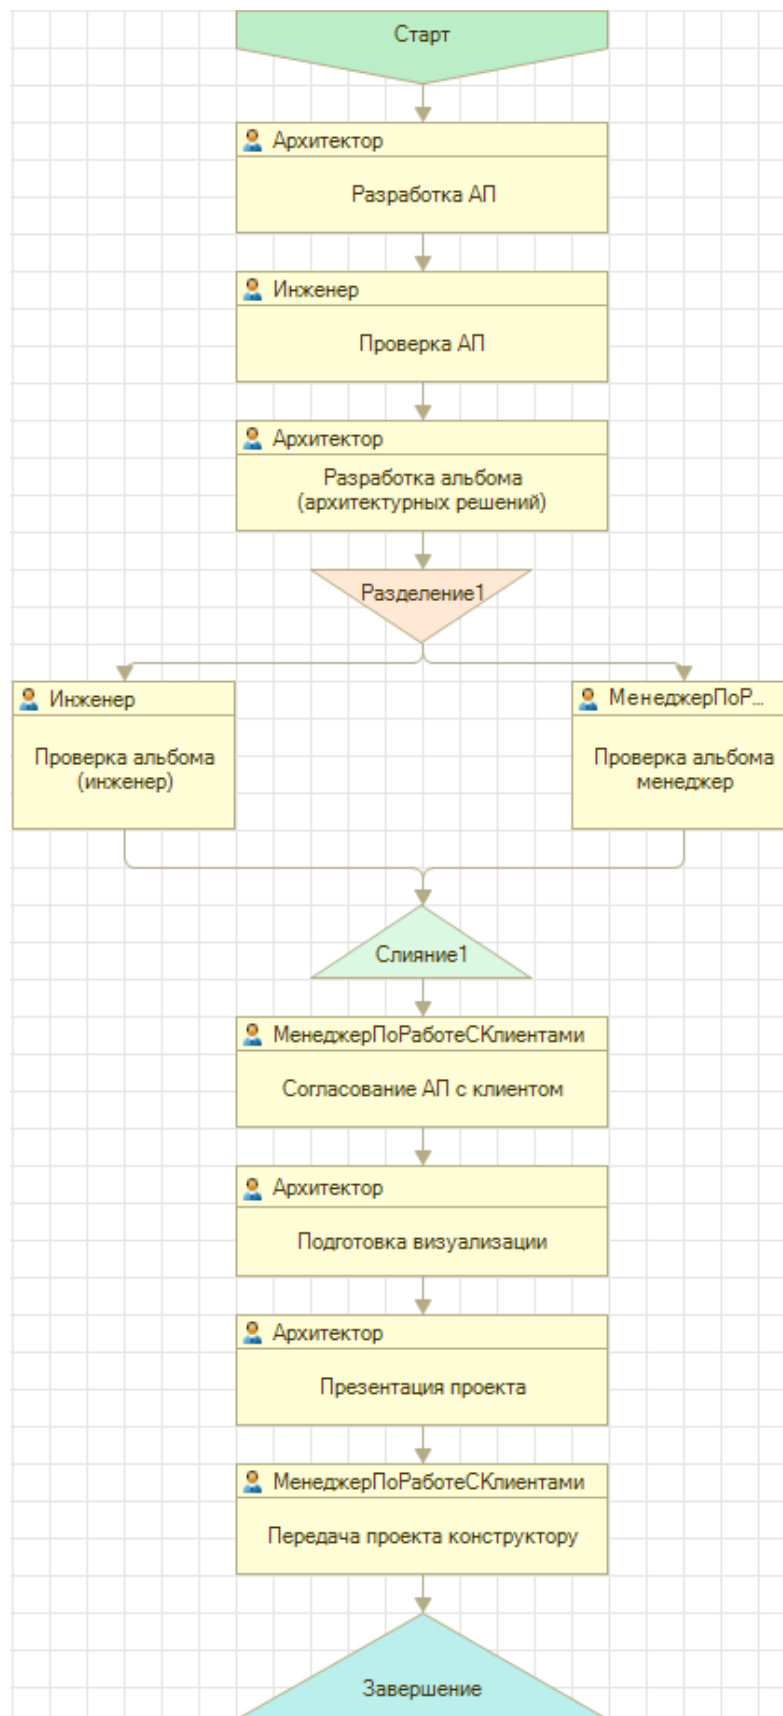 Старт
Архитектор
Разработка АП
Инженер
Проверка АП
Архитектор
Разработка альбома
(архитектурных решений)
Разделение1
Инженер
Проверка альбома
(инженер)
МенеджерПоР...
Проверка альбома
менеджер
Слияние1
МенеджерПоРаботеСКлиентами
Согласование АП с клиентом
Архитектор
Подготовка визуализации
Архитектор
Презентация проекта
МенеджерПоРаботеСКлиентами
Передача проекта конструктору
Завершение